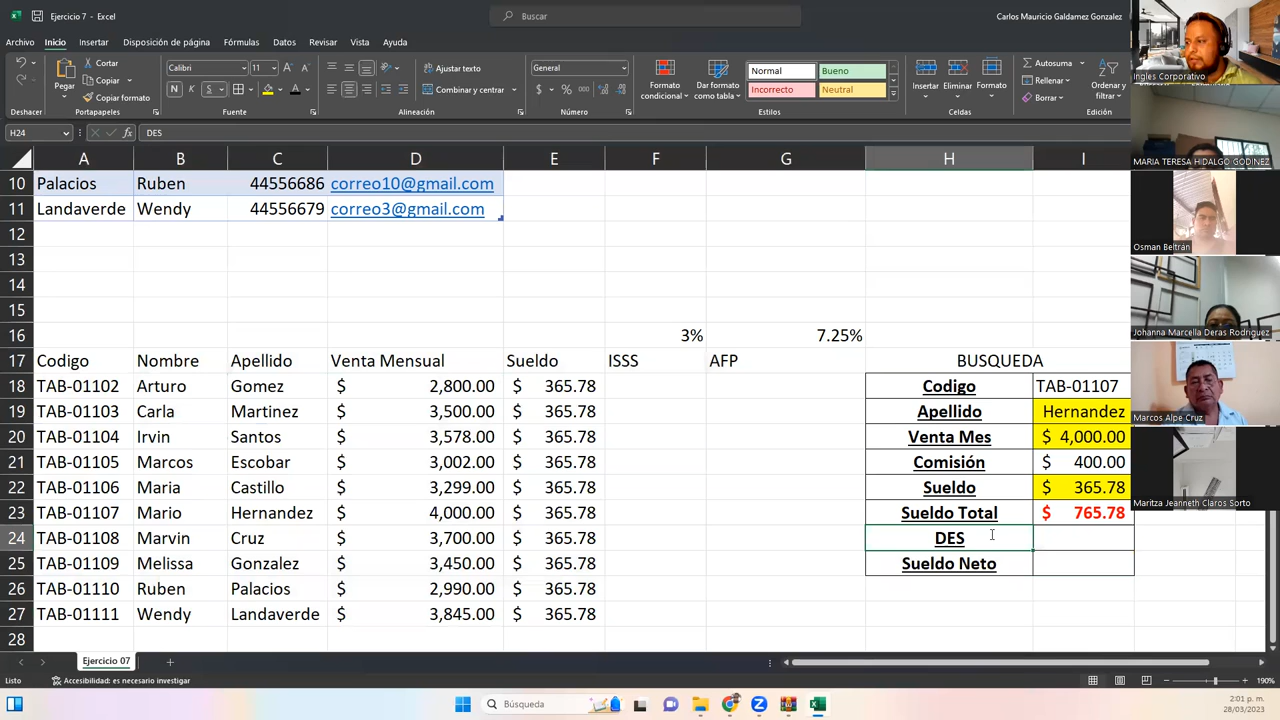 Ejercicio 7 - Excel
Buscar
Carlos Mauricio Galdamez Gonzalez
Archivo Inicio Insertar Disposición de página Fórmulas Datos Revisar Vista Ayuda
Pegar
Cortar
Copiar
Copiar formato
Calibri 11
N K S
Ajustar texto
Combinar y centrar
General
$ % 000
Formato condicional
Dar formato como tabla
Normal Bueno
Incorrecto Neutral
Insertar Eliminar Formato
Autosuma
Rellenar
Borrar
Ordenar y filtrar
Deshacer Portapapeles Fuente Alineación Número Estilos Celdas Edición
H24 fx DES
A B C D E F G H I
10 Palacios Ruben 44556686 correo10@gmail.com
11 Landaverde Wendy 44556679 correo3@gmail.com
12
13
14
15
16 3% 7.25%
17 Codigo Nombre Apellido Venta Mensual Sueldo ISSS AFP BUSQUEDA
18 TAB-01102 Arturo Gomez $ 2,800.00 $ 365.78 Codigo TAB-01107
19 TAB-01103 Carla Martinez $ 3,500.00 $ 365.78 Apellido Hernandez
20 TAB-01104 Irvin Santos $ 3,578.00 $ 365.78 Venta Mes $ 4,000.00
21 TAB-01105 Marcos Escobar $ 3,002.00 $ 365.78 Comisión $ 400.00
22 TAB-01106 Maria Castillo $ 3,299.00 $ 365.78 Sueldo $ 365.78
23 TAB-01107 Mario Hernandez $ 4,000.00 $ 365.78 Sueldo Total $ 765.78
24 TAB-01108 Marvin Cruz $ 3,700.00 $ 365.78 DES
25 TAB-01109 Melissa Gonzalez $ 3,450.00 $ 365.78 Sueldo Neto
26 TAB-01110 Ruben Palacios $ 2,990.00 $ 365.78
27 TAB-01111 Wendy Landaverde $ 3,845.00 $ 365.78
28
Ejercicio 07
Listo Accesibilidad: es necesario investigar 190%
Búsqueda
2:01 p. m.
28/03/2023
Ingles Corporativo
MARIA TERESA HIDALGO GODINEZ
Osman Beltrán
Johanna Marcella Deras Rodriguez
Marcos Alpe Cruz
Maritza Jeanneth Claros Sorto